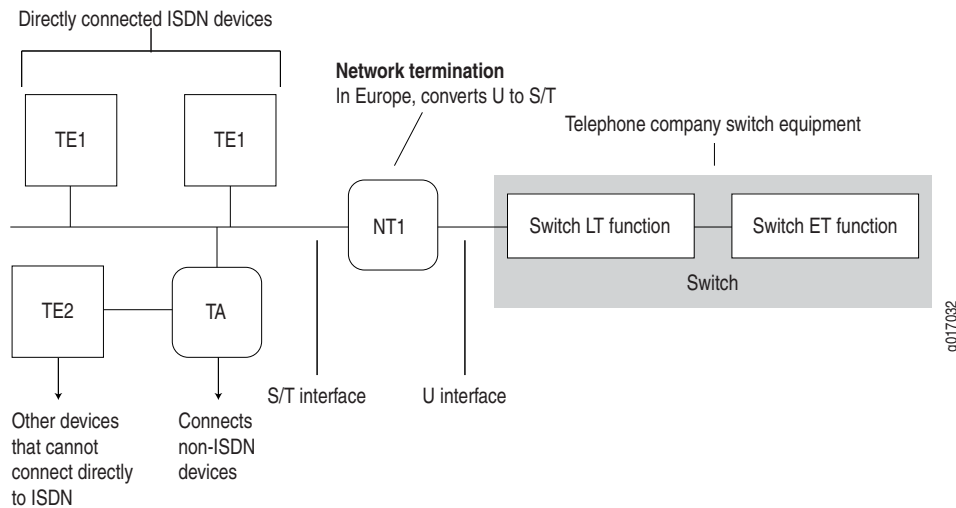 Directly connected ISDN devices
Network termination
In Europe, converts U to S/T
Telephone company switch equipment
TE1
TE1
NT1
Switch LT function
Switch ET function
Switch
TE2
TA
S/T interface
U interface
Other devices
that cannot
connect directly
to ISDN
Connects
non-ISDN
devices
g017032